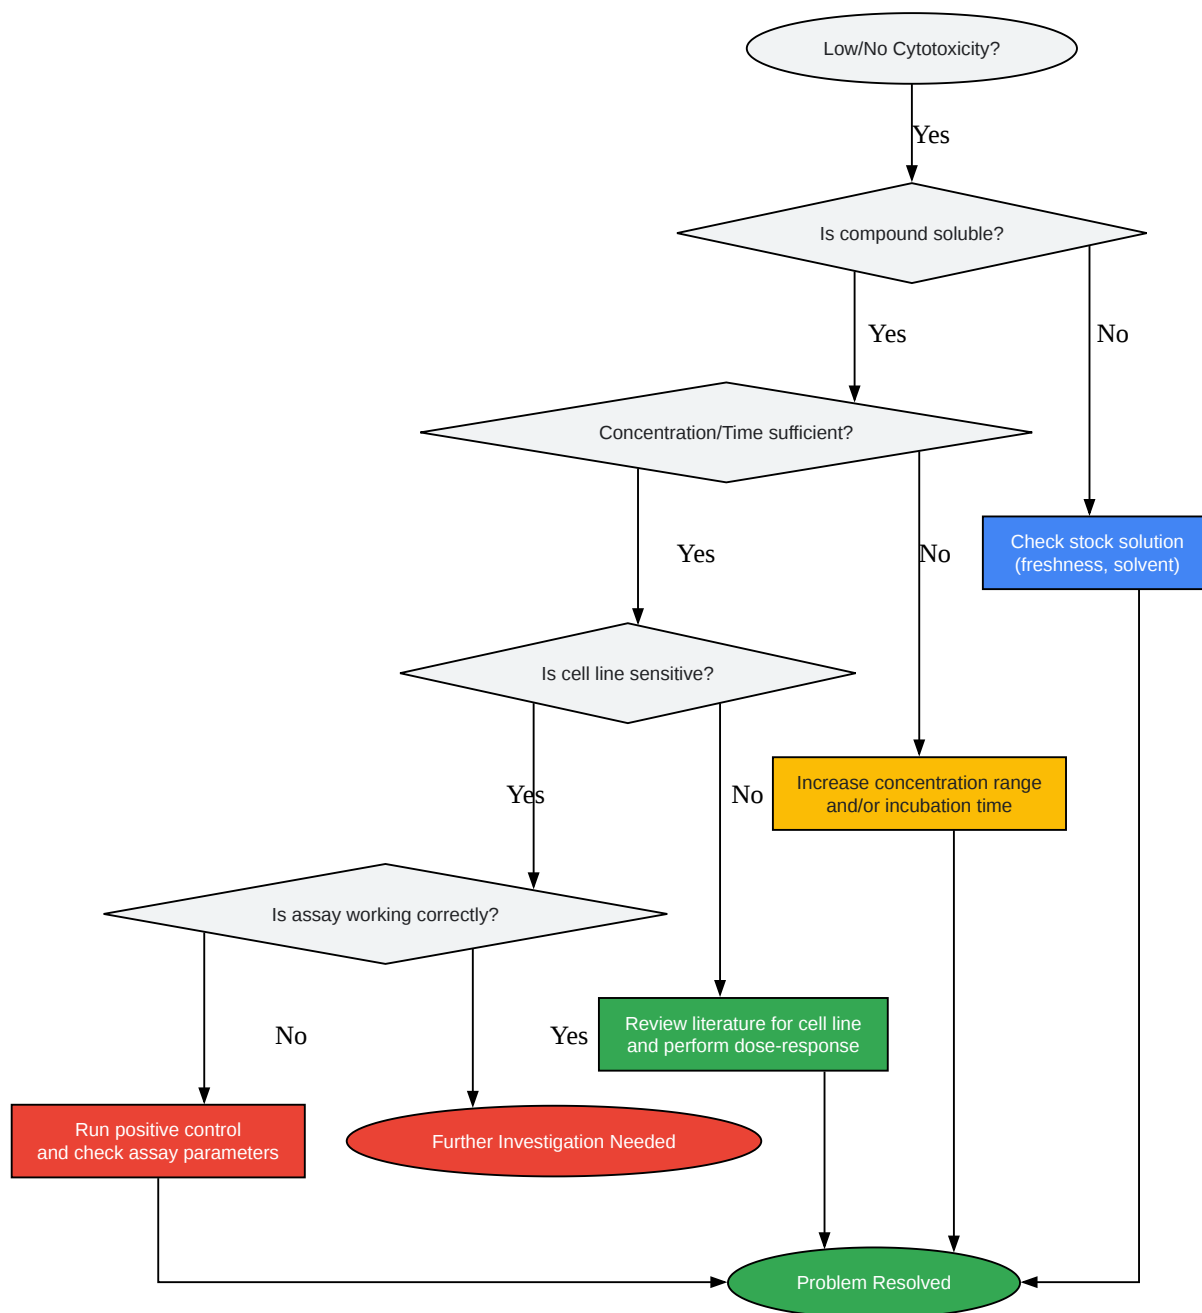 Low/No Cytotoxicity?
Yes
Is compound soluble?
Yes
No
Concentration/Time sufficient?
Yes
No
Check stock solution
(freshness, solvent)
Is cell line sensitive?
Yes
No
Increase concentration range
and/or incubation time
Is assay working correctly?
No
Yes
Review literature for cell line
and perform dose-response
Run positive control
and check assay parameters
Further Investigation Needed
Problem Resolved